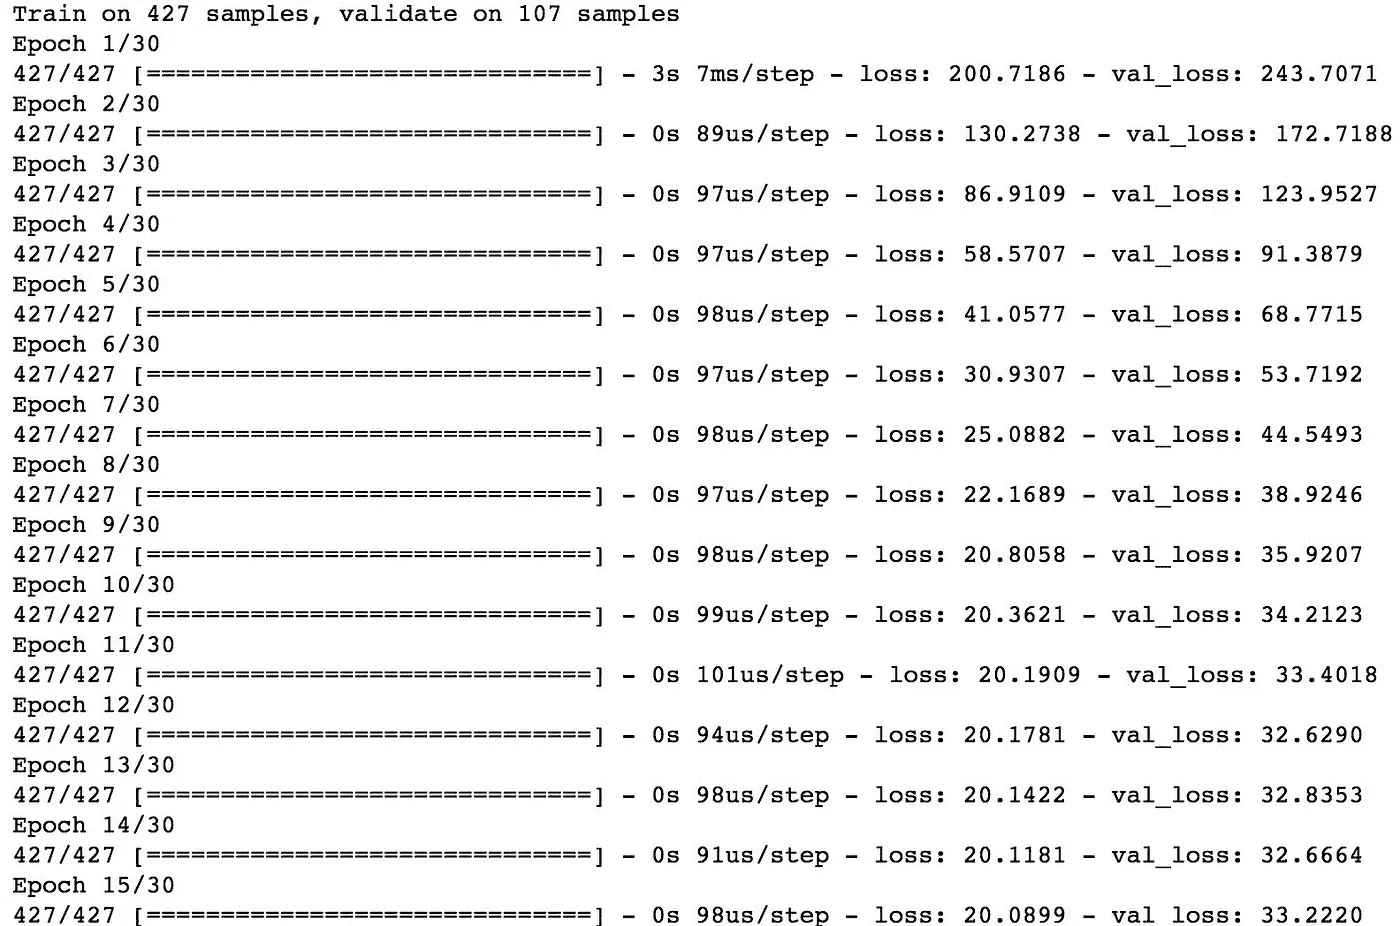 Train on 427 samples, validate on 107 samples
Epoch 1/30
427/427 [==============================] - 3s 7ms/step - loss: 200.7186 - val_loss: 243.7071
Epoch 2/30
427/427 [==============================] - 0s 89us/step - loss: 130.2738 - val_loss: 172.7188
Epoch 3/30
427/427 [==============================] - 0s 97us/step - loss: 86.9109 - val_loss: 123.9527
Epoch 4/30
427/427 [==============================] - 0s 97us/step - loss: 58.5707 - val_loss: 91.3879
Epoch 5/30
427/427 [==============================] - 0s 98us/step - loss: 41.0577 - val_loss: 68.7715
Epoch 6/30
427/427 [==============================] - 0s 97us/step - loss: 30.9307 - val_loss: 53.7192
Epoch 7/30
427/427 [==============================] - 0s 98us/step - loss: 25.0882 - val_loss: 44.5493
Epoch 8/30
427/427 [==============================] - 0s 97us/step - loss: 22.1689 - val_loss: 38.9246
Epoch 9/30
427/427 [==============================] - 0s 98us/step - loss: 20.8058 - val_loss: 35.9207
Epoch 10/30
427/427 [==============================] - 0s 99us/step - loss: 20.3621 - val_loss: 34.2123
Epoch 11/30
427/427 [==============================] - 0s 101us/step - loss: 20.1909 - val_loss: 33.4018
Epoch 12/30
427/427 [==============================] - 0s 94us/step - loss: 20.1781 - val_loss: 32.6290
Epoch 13/30
427/427 [==============================] - 0s 98us/step - loss: 20.1422 - val_loss: 32.8353
Epoch 14/30
427/427 [==============================] - 0s 91us/step - loss: 20.1181 - val_loss: 32.6664
Epoch 15/30
427/427 [==============================] - 0s 98us/step - loss: 20.0899 - val_loss: 33.2220